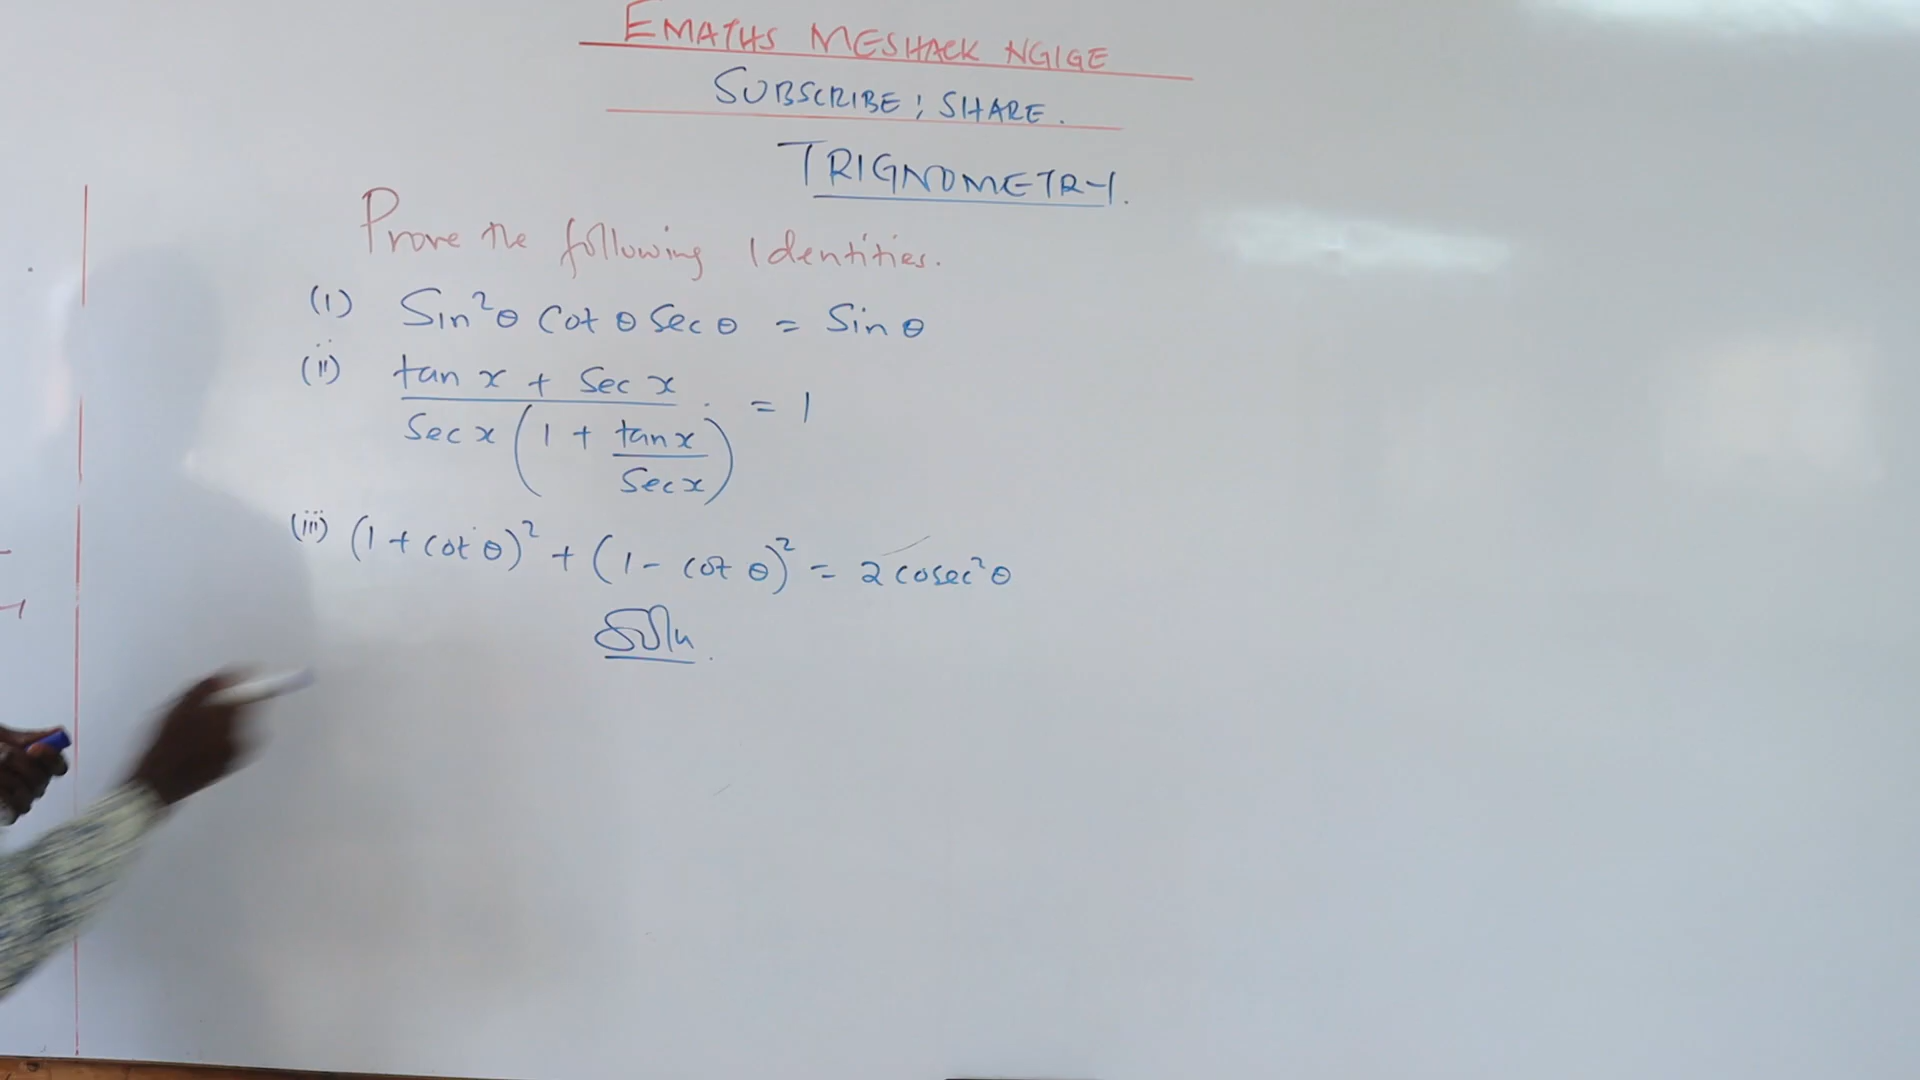 EMATHS MESHACK NGIGE
SUBSCRIBE; SHARE.
TRIGNOMETRY.
Prove the following Identities.
(i) Sin²θ Cot θ Sec θ = Sin θ
(ii) tan x + Sec x / Sec x (1 + tan x / Sec x) = 1
(iii) (1 + cot θ)² + (1 - cot θ)² = 2 cosec²θ
Soln